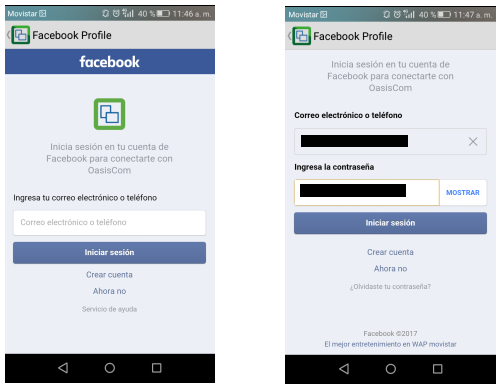 Movistar 40 % 11:46 a. m.
Facebook Profile
facebook
Inicia sesión en tu cuenta de
Facebook para conectarte con
OasisCom
Ingresa tu correo electrónico o teléfono
Correo electrónico o teléfono
Iniciar sesión
Crear cuenta
Ahora no
Servicio de ayuda
Movistar 40 % 11:47 a. m.
Facebook Profile
Inicia sesión en tu cuenta de
Facebook para conectarte con
OasisCom
Correo electrónico o teléfono
Ingresa la contraseña
MOSTRAR
Iniciar sesión
Crear cuenta
Ahora no
¿Olvidaste tu contraseña?
Facebook ©2017
El mejor entretenimiento en WAP movistar